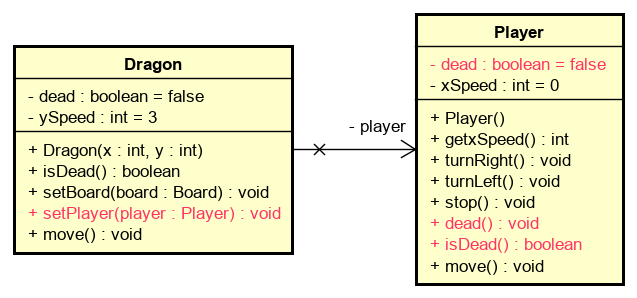 Dragon
- dead : boolean = false
- ySpeed : int = 3
+ Dragon(x : int, y : int)
+ isDead() : boolean
+ setBoard(board : Board) : void
+ setPlayer(player : Player) : void
+ move() : void
- player
Player
- dead : boolean = false
- xSpeed : int = 0
+ Player()
+ getxSpeed() : int
+ turnRight() : void
+ turnLeft() : void
+ stop() : void
+ dead() : void
+ isDead() : boolean
+ move() : void